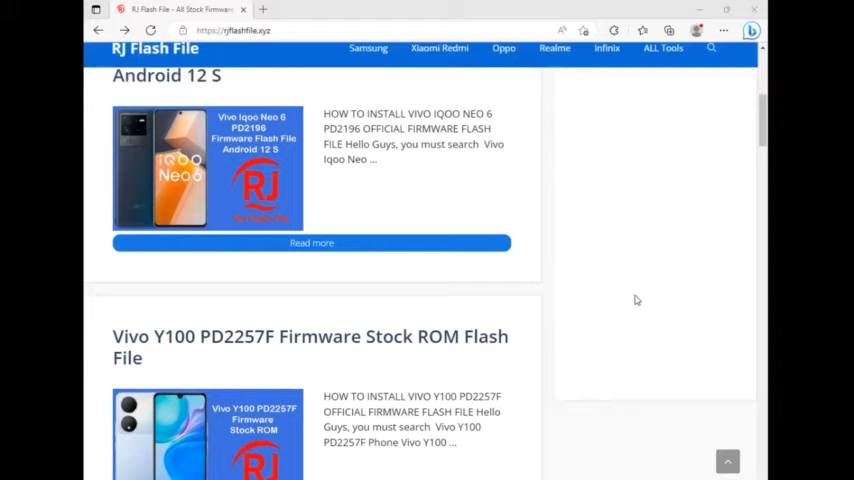 RJ Flash File - All Stock Firmware
https://rjflashfile.xyz
RJ Flash File
Samsung
Xiaomi Redmi
Oppo
Realme
Infinix
ALL Tools
Android 12 S
Vivo Iqoo Neo 6
PD2196
Firmware Flash File
Android 12 S
iQOO
Neo6
RJ
RJ Flash File
HOW TO INSTALL VIVO IQOO NEO 6
PD2196 OFFICIAL FIRMWARE FLASH
FILE Hello Guys, you must search Vivo
Iqoo Neo ...
Read more
Vivo Y100 PD2257F Firmware Stock ROM Flash
File
Vivo Y100 PD2257F
Firmware
Stock ROM
RJ
HOW TO INSTALL VIVO Y100 PD2257F
OFFICIAL FIRMWARE FLASH FILE Hello
Guys, you must search Vivo Y100
PD2257F Phone Vivo Y100 ...